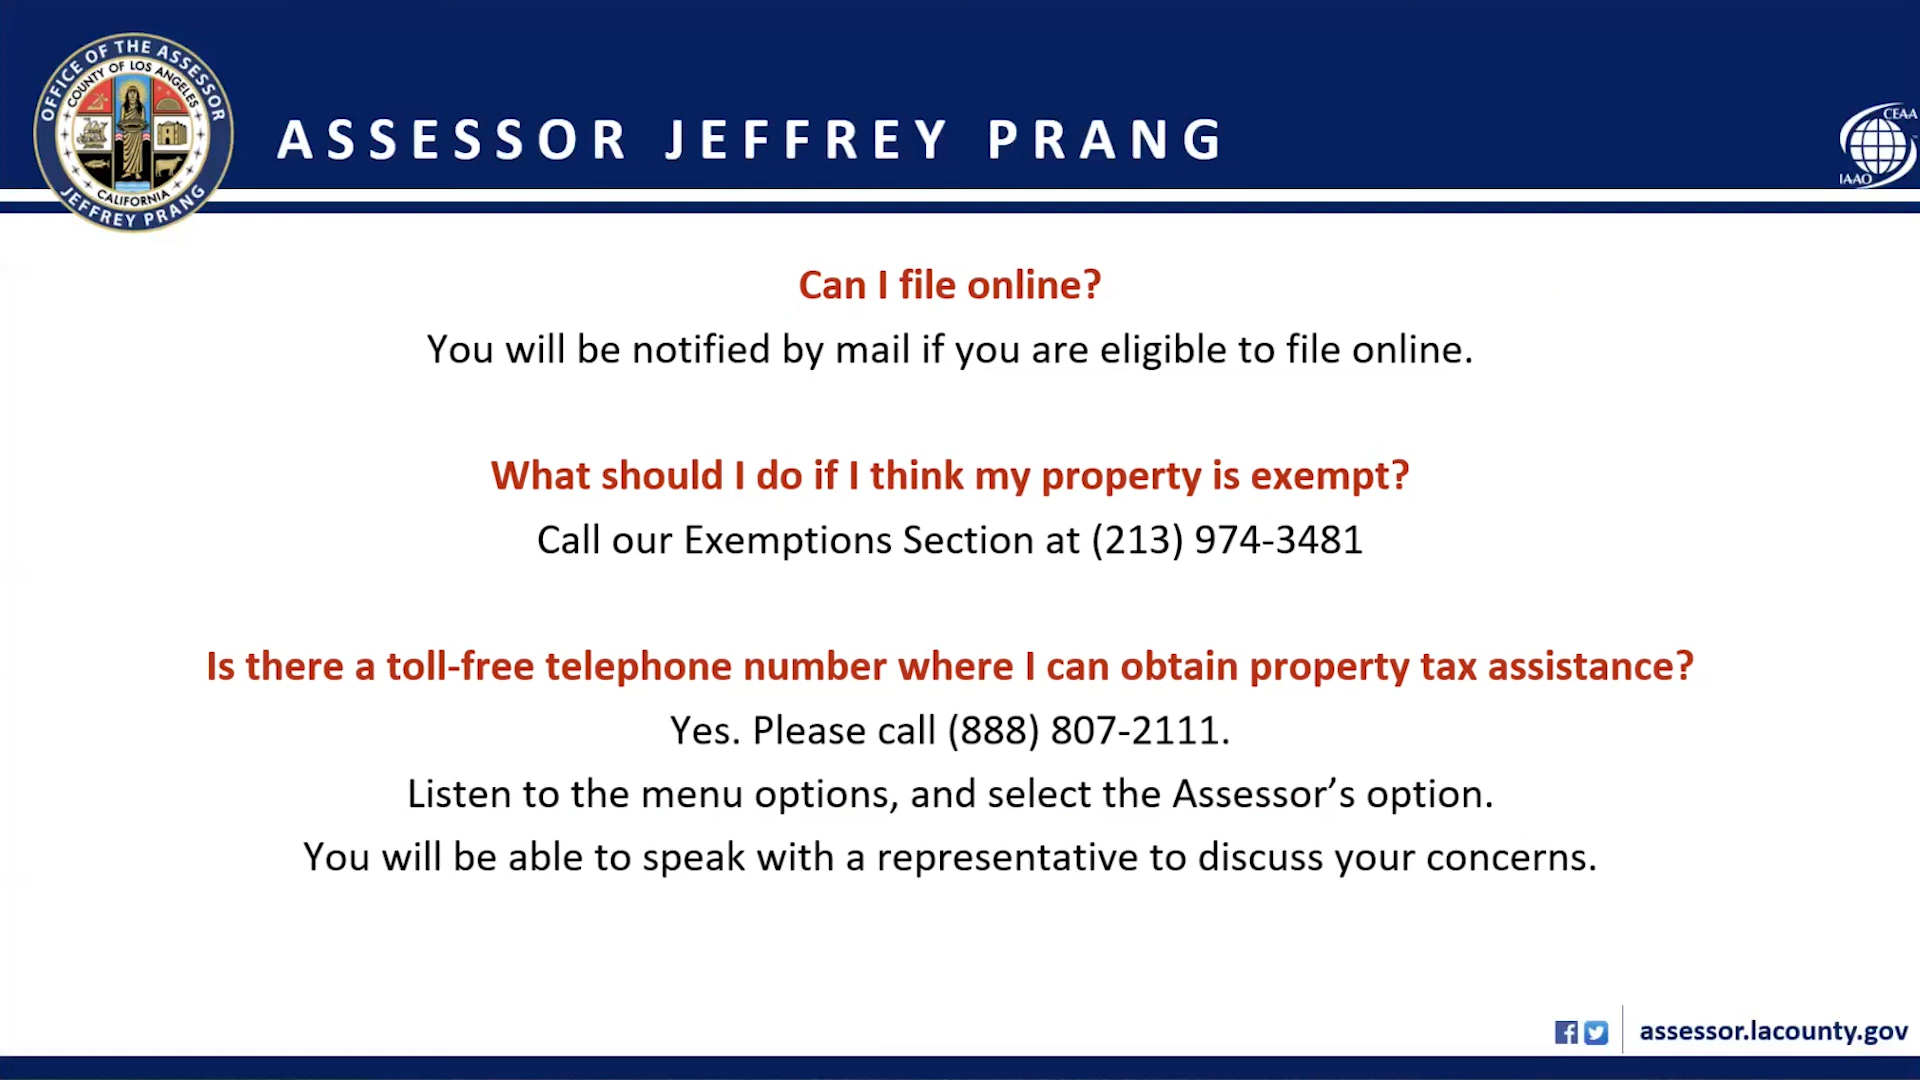 OFFICE OF THE ASSESSOR
COUNTY OF LOS ANGELES
CALIFORNIA
JEFFREY PRANG
ASSESSOR JEFFREY PRANG
CEAA
IAAO
Can I file online?
You will be notified by mail if you are eligible to file online.
What should I do if I think my property is exempt?
Call our Exemptions Section at (213) 974-3481
Is there a toll-free telephone number where I can obtain property tax assistance?
Yes. Please call (888) 807-2111.
Listen to the menu options, and select the Assessor’s option.
You will be able to speak with a representative to discuss your concerns.
assessor.lacounty.gov